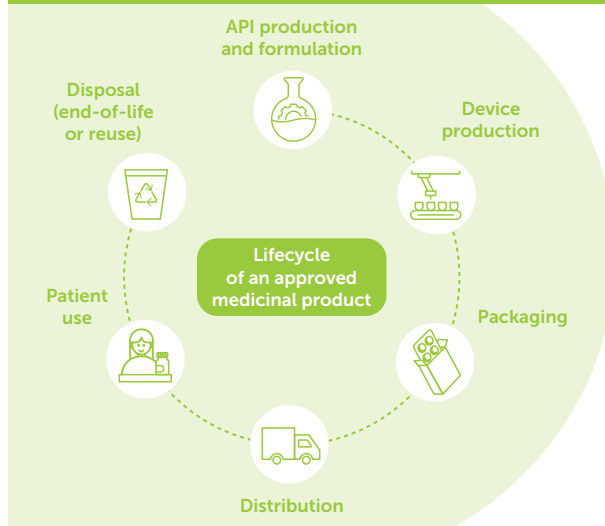 API production
and formulation
Device
production
Packaging
Distribution
Patient
use
Disposal
(end-of-life
or reuse)
Lifecycle
of an approved
medicinal product